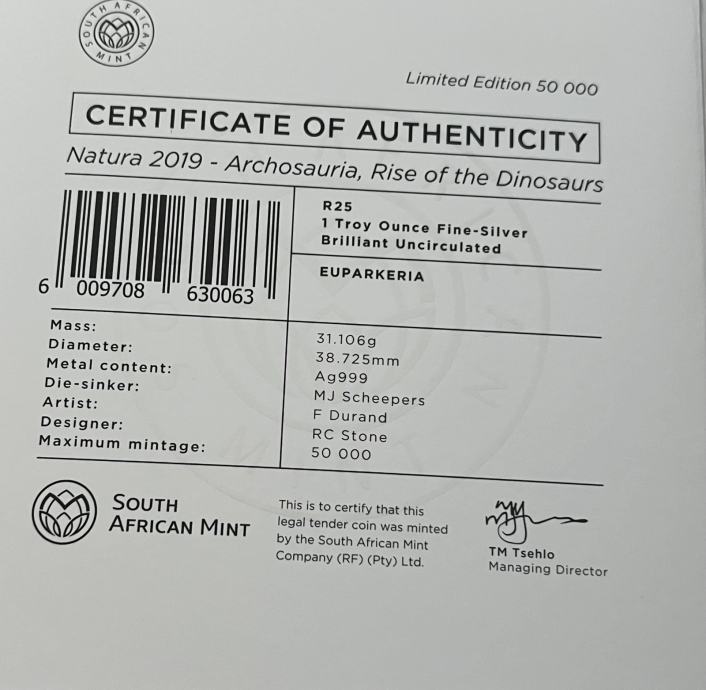 SOUTH AFRICAN MINT
Limited Edition 50 000
CERTIFICATE OF AUTHENTICITY
Natura 2019 - Archosauria, Rise of the Dinosaurs
6 009708 630063
R25
1 Troy Ounce Fine-Silver
Brilliant Uncirculated
EUPARKERIA
Mass: 31.106g
Diameter: 38.725mm
Metal content: Ag999
Die-sinker: MJ Scheepers
Artist: F Durand
Designer: RC Stone
Maximum mintage: 50 000
SOUTH
AFRICAN MINT
This is to certify that this
legal tender coin was minted
by the South African Mint
Company (RF) (Pty) Ltd.
TM Tsehlo
Managing Director